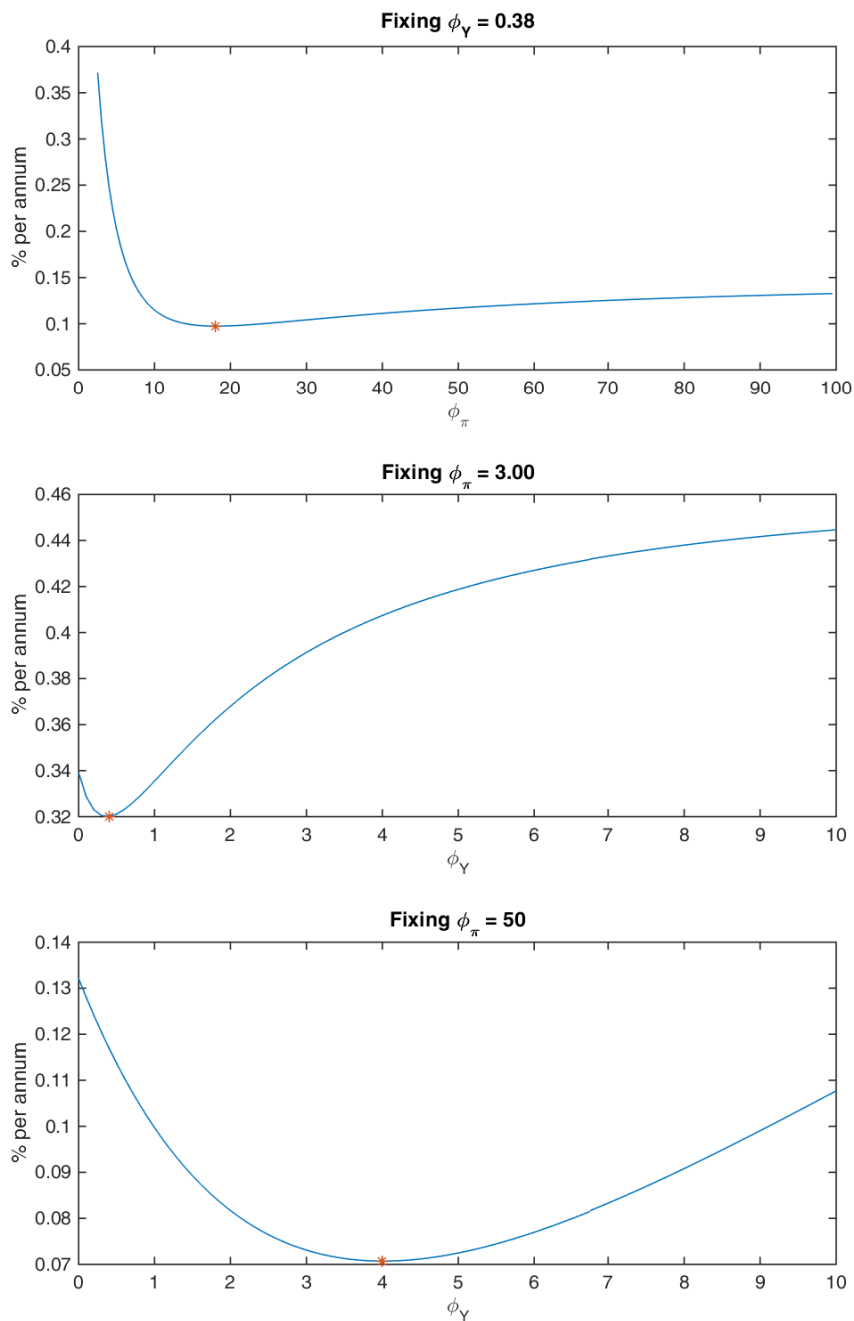 Fixing ϕ_Y = 0.38
% per annum
0.4
0.35
0.3
0.25
0.2
0.15
0.1
0.05
0 10 20 30 40 50 60 70 80 90 100
ϕ_π
Fixing ϕ_π = 3.00
% per annum
0.46
0.44
0.42
0.4
0.38
0.36
0.34
0.32
0 1 2 3 4 5 6 7 8 9 10
ϕ_Y
Fixing ϕ_π = 50
% per annum
0.14
0.13
0.12
0.11
0.1
0.09
0.08
0.07
0 1 2 3 4 5 6 7 8 9 10
ϕ_Y